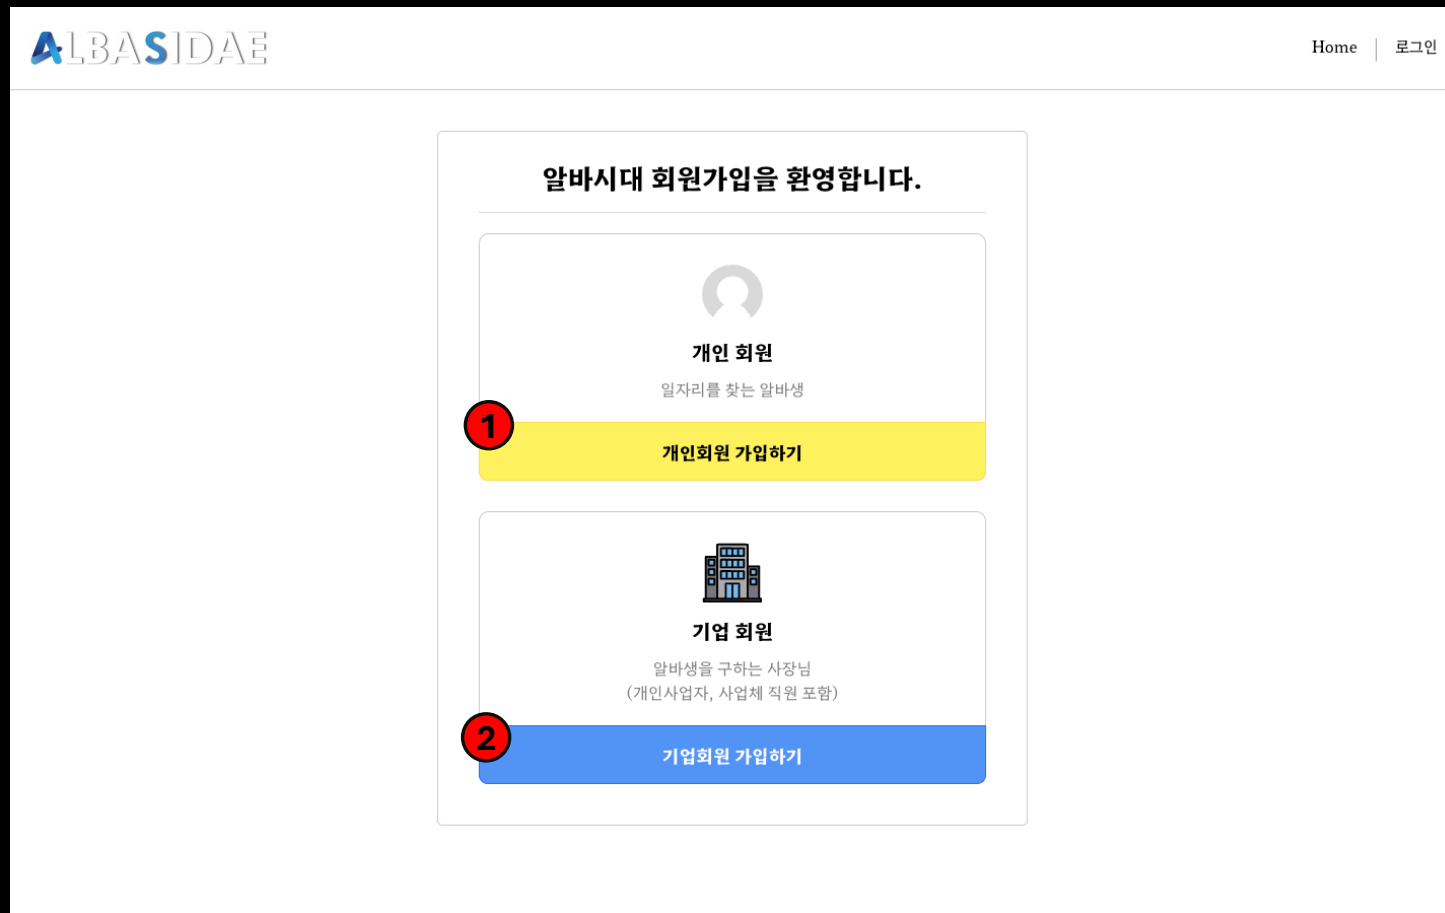 ALBASIDAE
Home
로그인
알바시대 회원가입을 환영합니다.
개인 회원
일자리를 찾는 알바생
1
개인회원 가입하기
기업 회원
알바생을 구하는 사장님
(개인사업자, 사업체 직원 포함)
2
기업회원 가입하기